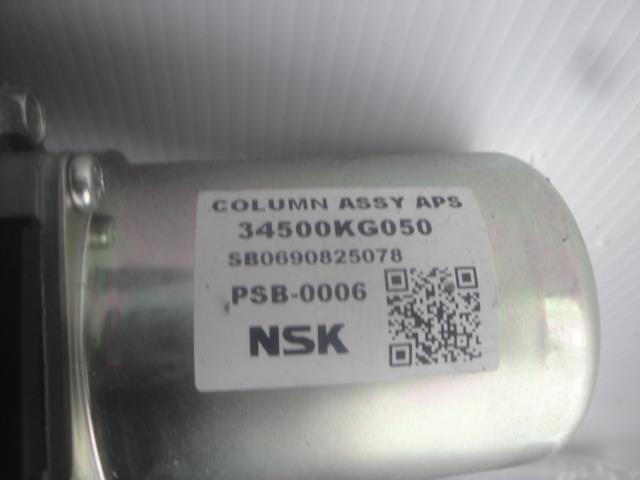 COLUMN ASSY APS
34500KG050
SB0690825078
PSB-0006
NSK